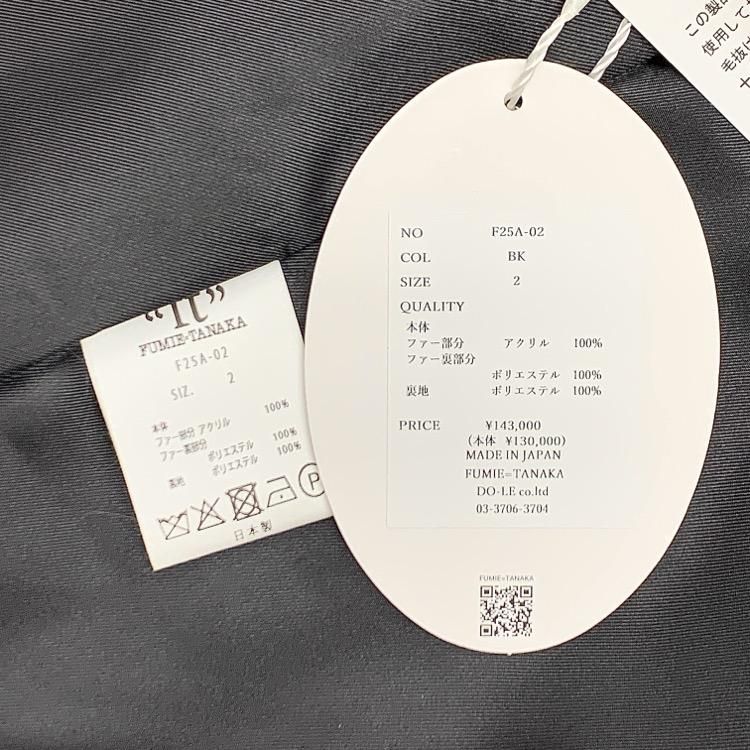 この製品
使用して
毛抜け
十
NO F25A-02
COL BK
SIZE 2
QUALITY
本体
ファー部分 アクリル 100%
ファー裏部分
ポリエステル 100%
裏地 ポリエステル 100%
PRICE ¥143,000
(本体 ¥130,000)
MADE IN JAPAN
FUMIE=TANAKA
DO-LE co.ltd
03-3706-3704
FUMIE=TANAKA
“It”
FUMIE=TANAKA
F25A-02
SIZ. 2
本体
ファー部分 アクリル 100%
ファー裏部分
ポリエステル 100%
裏地 ポリエステル 100%
P
日本製